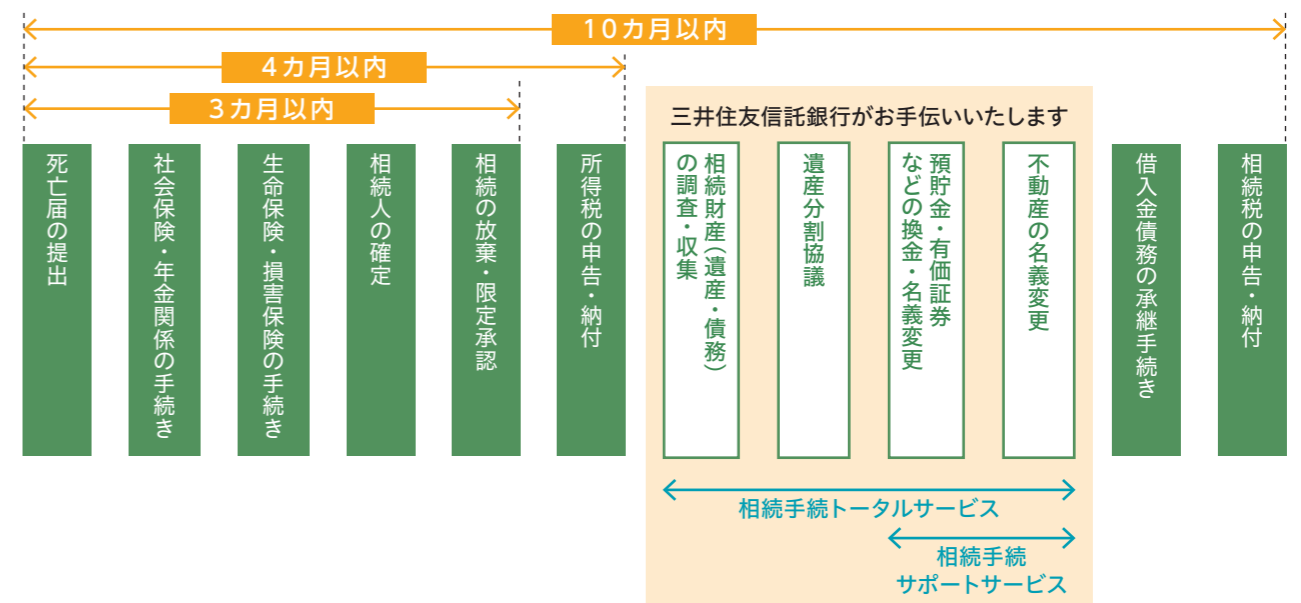 10カ月以内
4カ月以内
3カ月以内
三井住友信託銀行がお手伝いいたします
死亡届の提出
社会保険・年金関係の手続き
生命保険・損害保険の手続き
相続人の確定
相続の放棄・限定承認
所得税の申告・納付
相続財産(遺産・債務)
の調査・収集
遺産分割協議
預貯金・有価証券
などの換金・名義変更
不動産の名義変更
借入金債務の承継手続き
相続税の申告・納付
相続手続トータルサービス
相続手続
サポートサービス